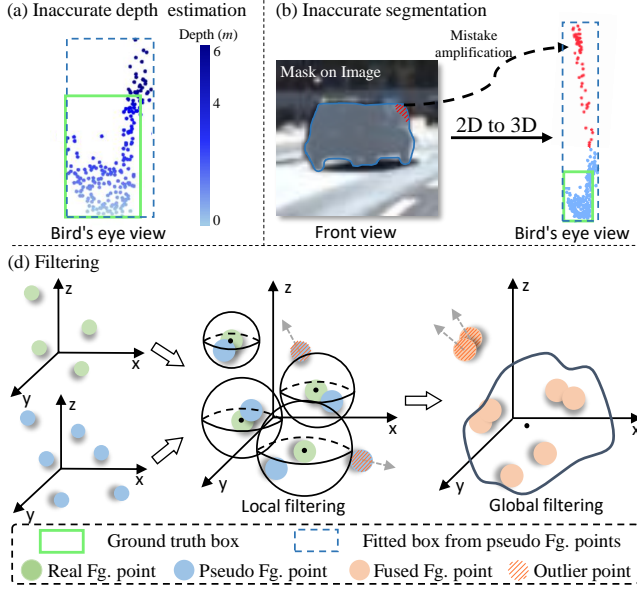 (a) Inaccurate depth estimation
Depth (m)
6
4
2
0
Bird's eye view
(b) Inaccurate segmentation
Mistake
amplification
Mask on Image
2D to 3D
Front view
Bird's eye view
(d) Filtering
z
x
y
z
x
y
z
x
y
Local filtering
z
x
y
Global filtering
Ground truth box
Fitted box from pseudo Fg. points
Real Fg. point
Pseudo Fg. point
Fused Fg. point
Outlier point